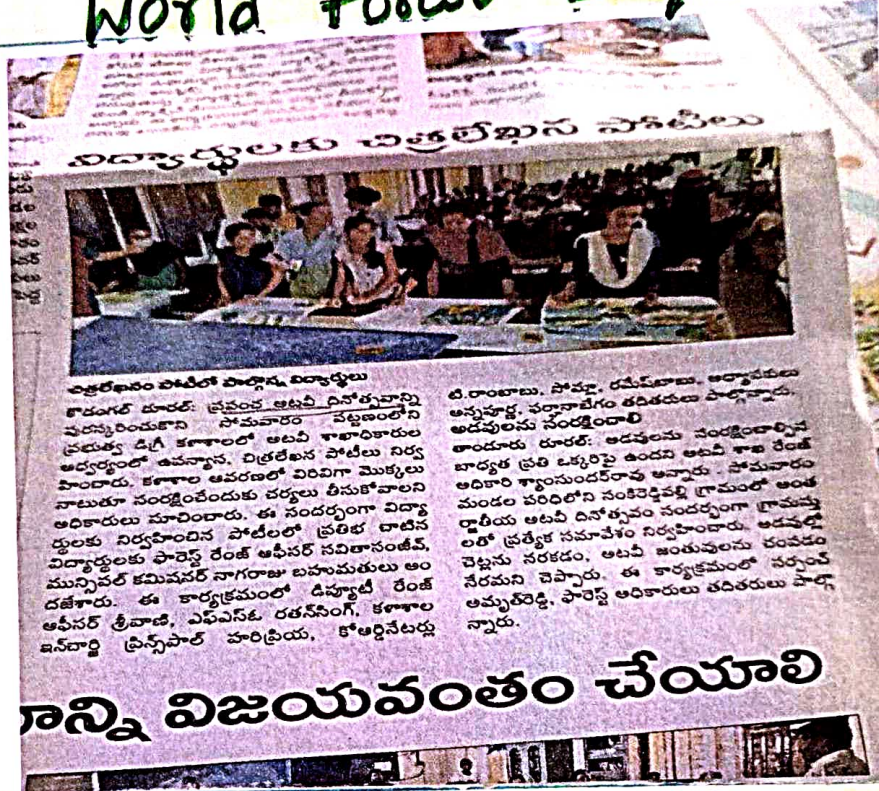 World
విద్యార్థులకు చిత్రలేఖన పోటీలు
చిత్రలేఖనం పోటీలో పాల్గొన్న విద్యార్థులు
కొడంగల్ రూరల్: ప్రపంచ అటవీ దినోత్సవాన్ని
పురస్కరించుకొని సోమవారం పట్టణంలోని
ప్రభుత్వ డిగ్రీ కళాశాలలో అటవీ శాఖాధికారుల
ఆధ్వర్యంలో ఉపన్యాస, చిత్రలేఖన పోటీలు నిర్వ
హించారు. కళాశాల ఆవరణలో విరివిగా మొక్కలు
నాటుతూ సంరక్షించేందుకు చర్యలు తీసుకోవాలని
అధికారులు సూచించారు. ఈ సందర్భంగా విద్యా
ర్థులకు నిర్వహించిన పోటీలలో ప్రతిభ చాటిన
విద్యార్థులకు ఫారెస్ట్ రేంజ్ ఆఫీసర్ సవితాసంజీవ్,
మున్సిపల్ కమిషనర్ నాగరాజు బహుమతులు అం
దజేశారు. ఈ కార్యక్రమంలో డిప్యూటీ రేంజ్
ఆఫీసర్ శ్రీవాణి, ఎఫ్ఎస్ఓ రతన్‌సింగ్, కళాశాల
ఇన్‌చార్జి ప్రిన్స్‌పాల్ హరిప్రియ, కోఆర్డినేటర్లు
టి.రాంబాబు, సోమ్లా, రమేష్‌బాబు, అధ్యాపకులు
అన్నపూర్ణ, ఫర్హానాబేగం తదితరులు పాల్గొన్నారు.
అడవులను సంరక్షించాలి
తాండూరు రూరల్: అడవులను సంరక్షించాల్సిన
బాధ్యత ప్రతి ఒక్కరిపై ఉందని అటవీ శాఖ రేంజ్
అధికారి శ్యాంసుందర్‌రావు అన్నారు. సోమవారం
మండల పరిధిలోని సంకిరెడ్డిపల్లి గ్రామంలో అంత
ర్జాతీయ అటవీ దినోత్సవం సందర్భంగా గ్రామస్తు
లతో ప్రత్యేక సమావేశం నిర్వహించారు. అడవుల్లో
చెట్లను నరకడం, అటవీ జంతువులను చంపడం
నేరమని చెప్పారు. ఈ కార్యక్రమంలో సర్పంచ్
అమృత్‌రెడ్డి, ఫారెస్ట్ అధికారులు తదితరులు పాల్గొ
న్నారు.
విజయవంతం చేయాలి